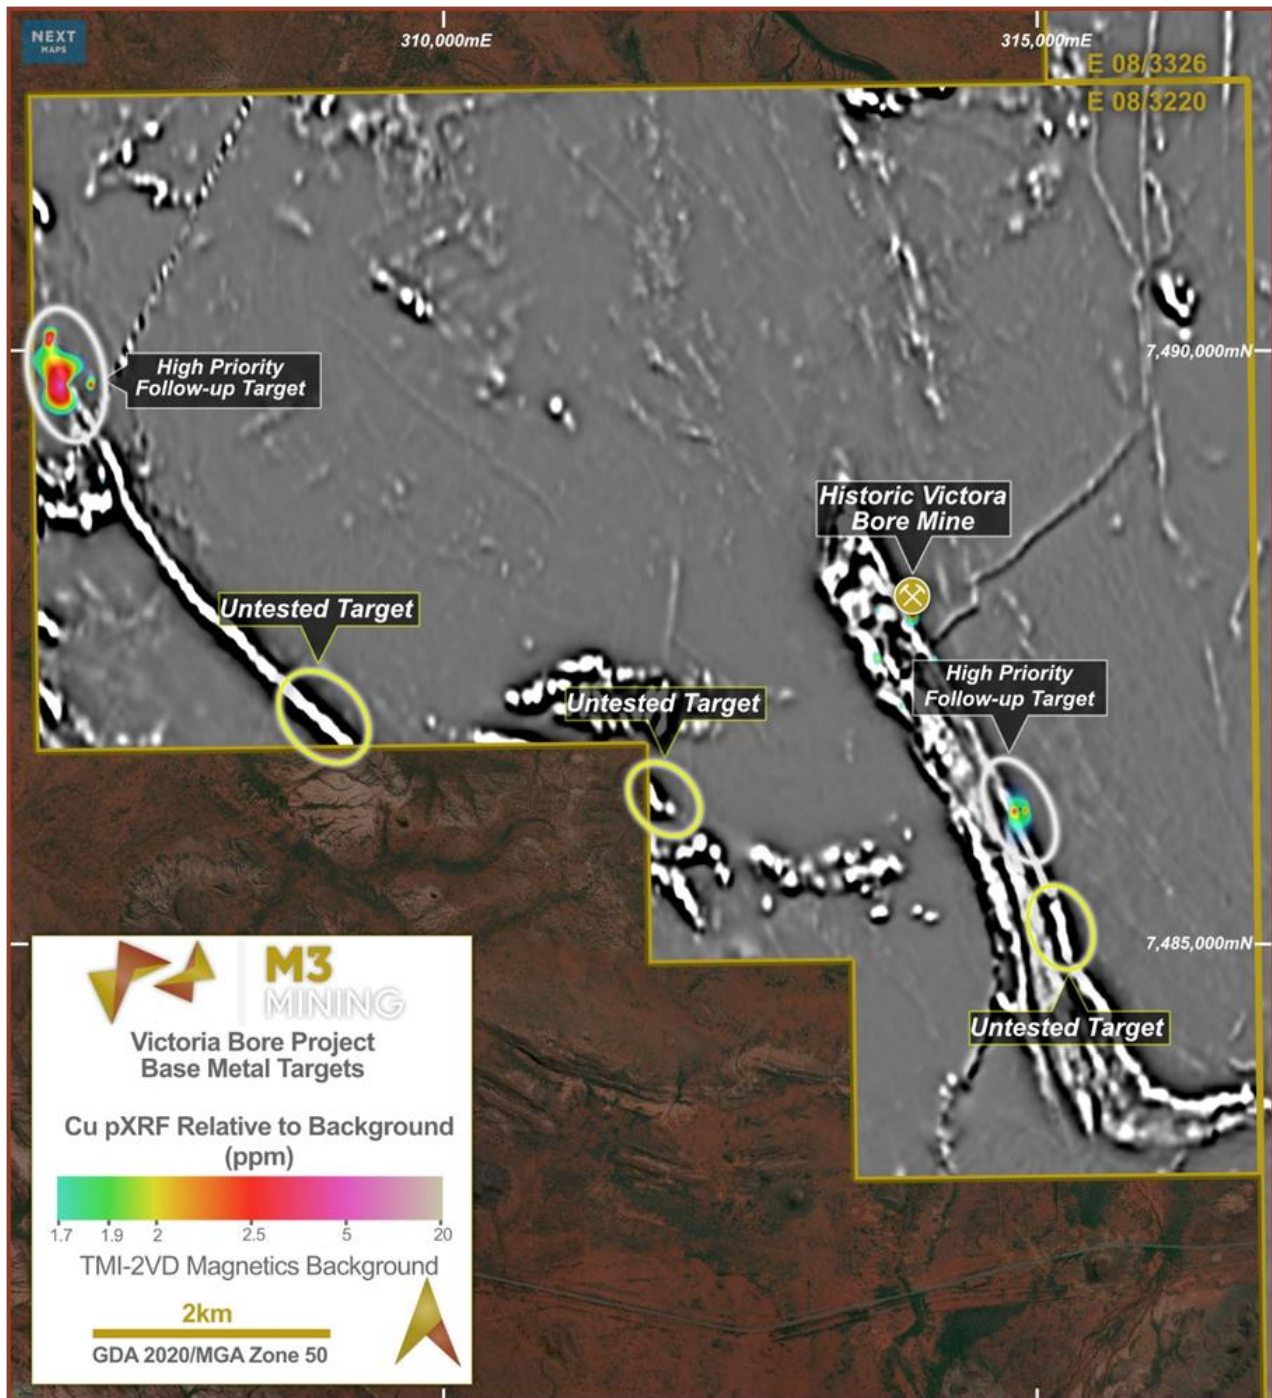 NEXT
MAPS
310,000mE
315,000mE
E 08/3326
E 08/3220
7,490,000mN
High Priority
Follow-up Target
Historic Victora
Bore Mine
Untested Target
High Priority
Follow-up Target
Untested Target
7,485,000mN
Untested Target
M3
MINING
Victoria Bore Project
Base Metal Targets
Cu pXRF Relative to Background
(ppm)
1.7 1.9 2 2.5 5 20
TMI-2VD Magnetics Background
2km
GDA 2020/MGA Zone 50